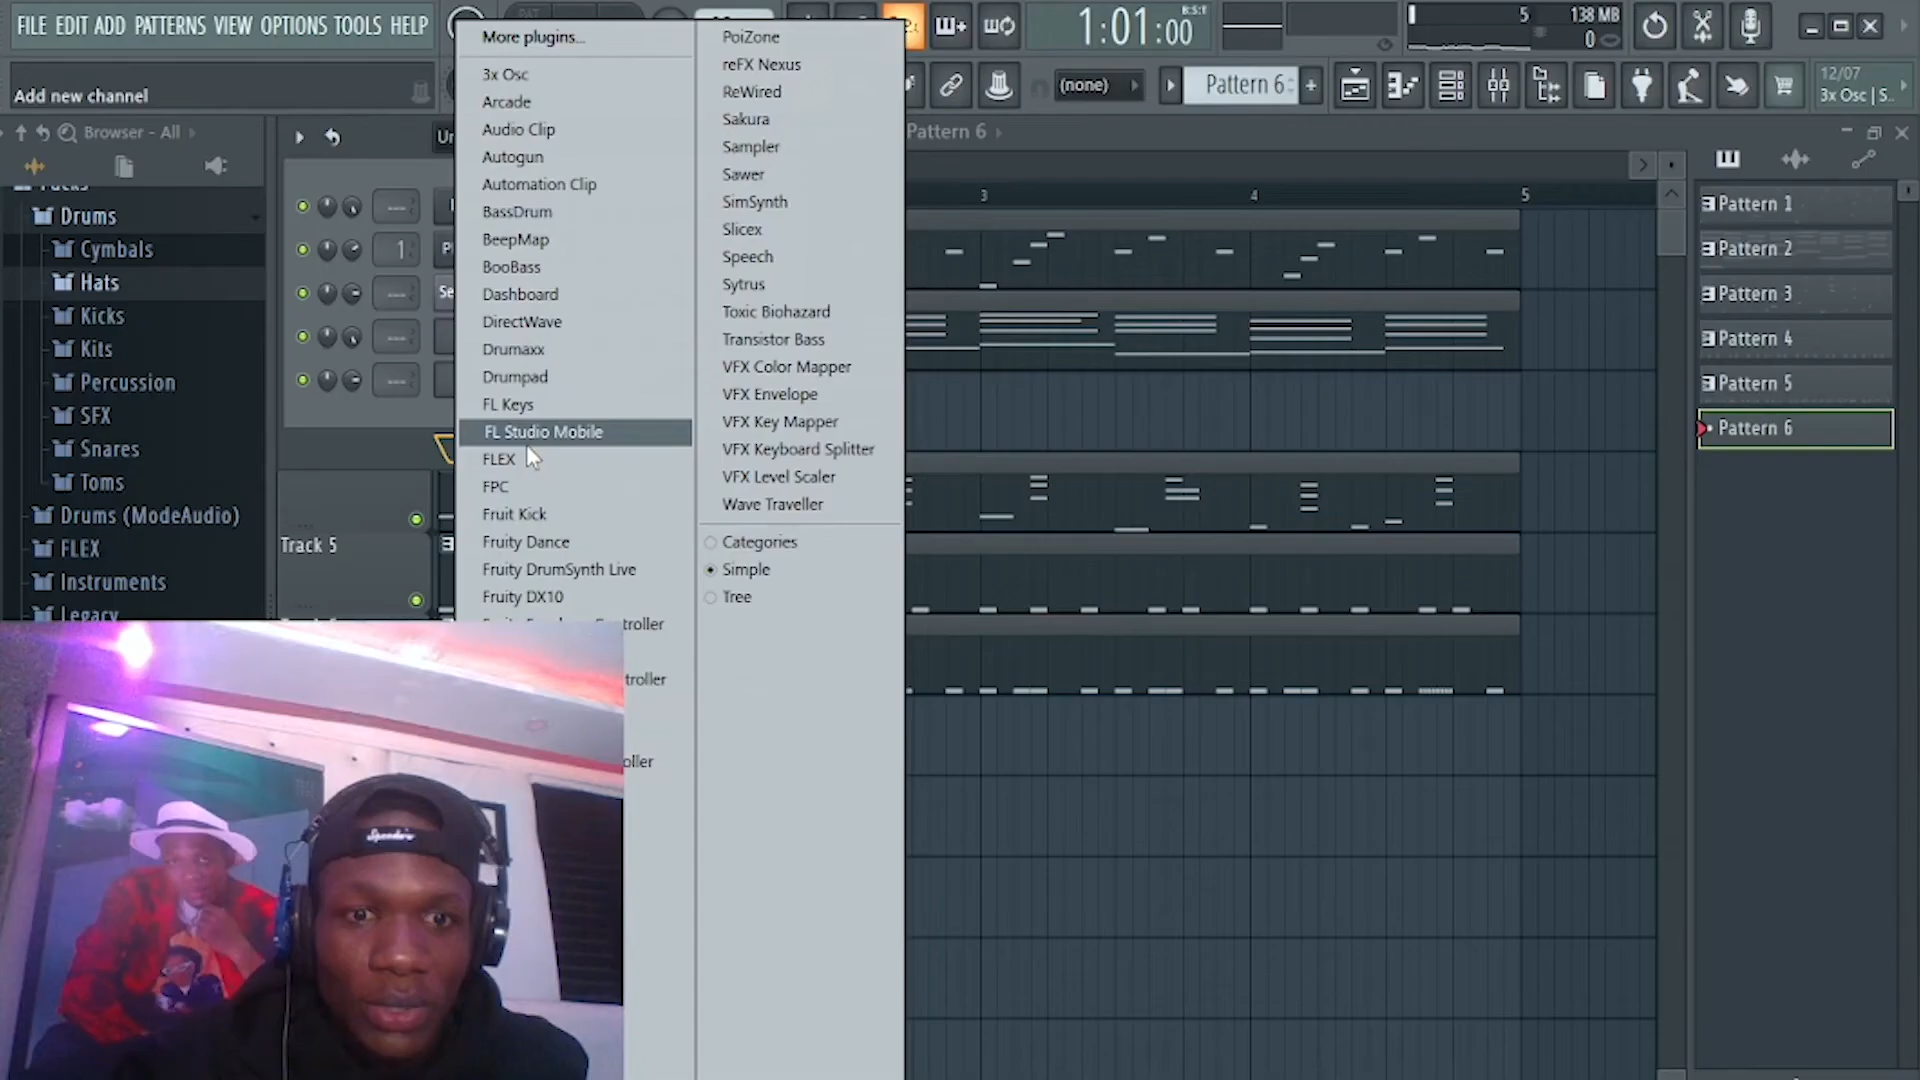 FILE EDIT ADD PATTERNS VIEW OPTIONS TOOLS HELP
1:01:00
B:S:T
5
138 MB
0
Add new channel
(none)
Pattern 6
12/07
3x Osc | S..
Browser - All
Drums
Cymbals
Hats
Kicks
Kits
Percussion
SFX
Snares
Toms
Drums (ModeAudio)
FLEX
Instruments
Legacy
1
Track 5
More plugins...
3x Osc
Arcade
Audio Clip
Autogun
Automation Clip
BassDrum
BeepMap
BooBass
Dashboard
DirectWave
Drumaxx
Drumpad
FL Keys
FL Studio Mobile
FLEX
FPC
Fruit Kick
Fruity Dance
Fruity DrumSynth Live
Fruity DX10
troller
troller
oller
PoiZone
reFX Nexus
ReWired
Sakura
Sampler
Sawer
SimSynth
Slicex
Speech
Sytrus
Toxic Biohazard
Transistor Bass
VFX Color Mapper
VFX Envelope
VFX Key Mapper
VFX Keyboard Splitter
VFX Level Scaler
Wave Traveller
Categories
Simple
Tree
Pattern 6
3
4
5
Pattern 1
Pattern 2
Pattern 3
Pattern 4
Pattern 5
Pattern 6